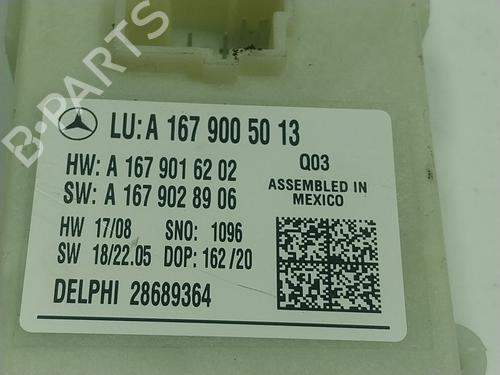 LU: A 167 900 50 13
HW: A 167 901 62 02
SW: A 167 902 89 06
Q03
ASSEMBLED IN
MEXICO
HW 17/08 SNO: 1096
SW 18/22.05 DOP: 162/20
DELPHI 28689364
B-PARTS